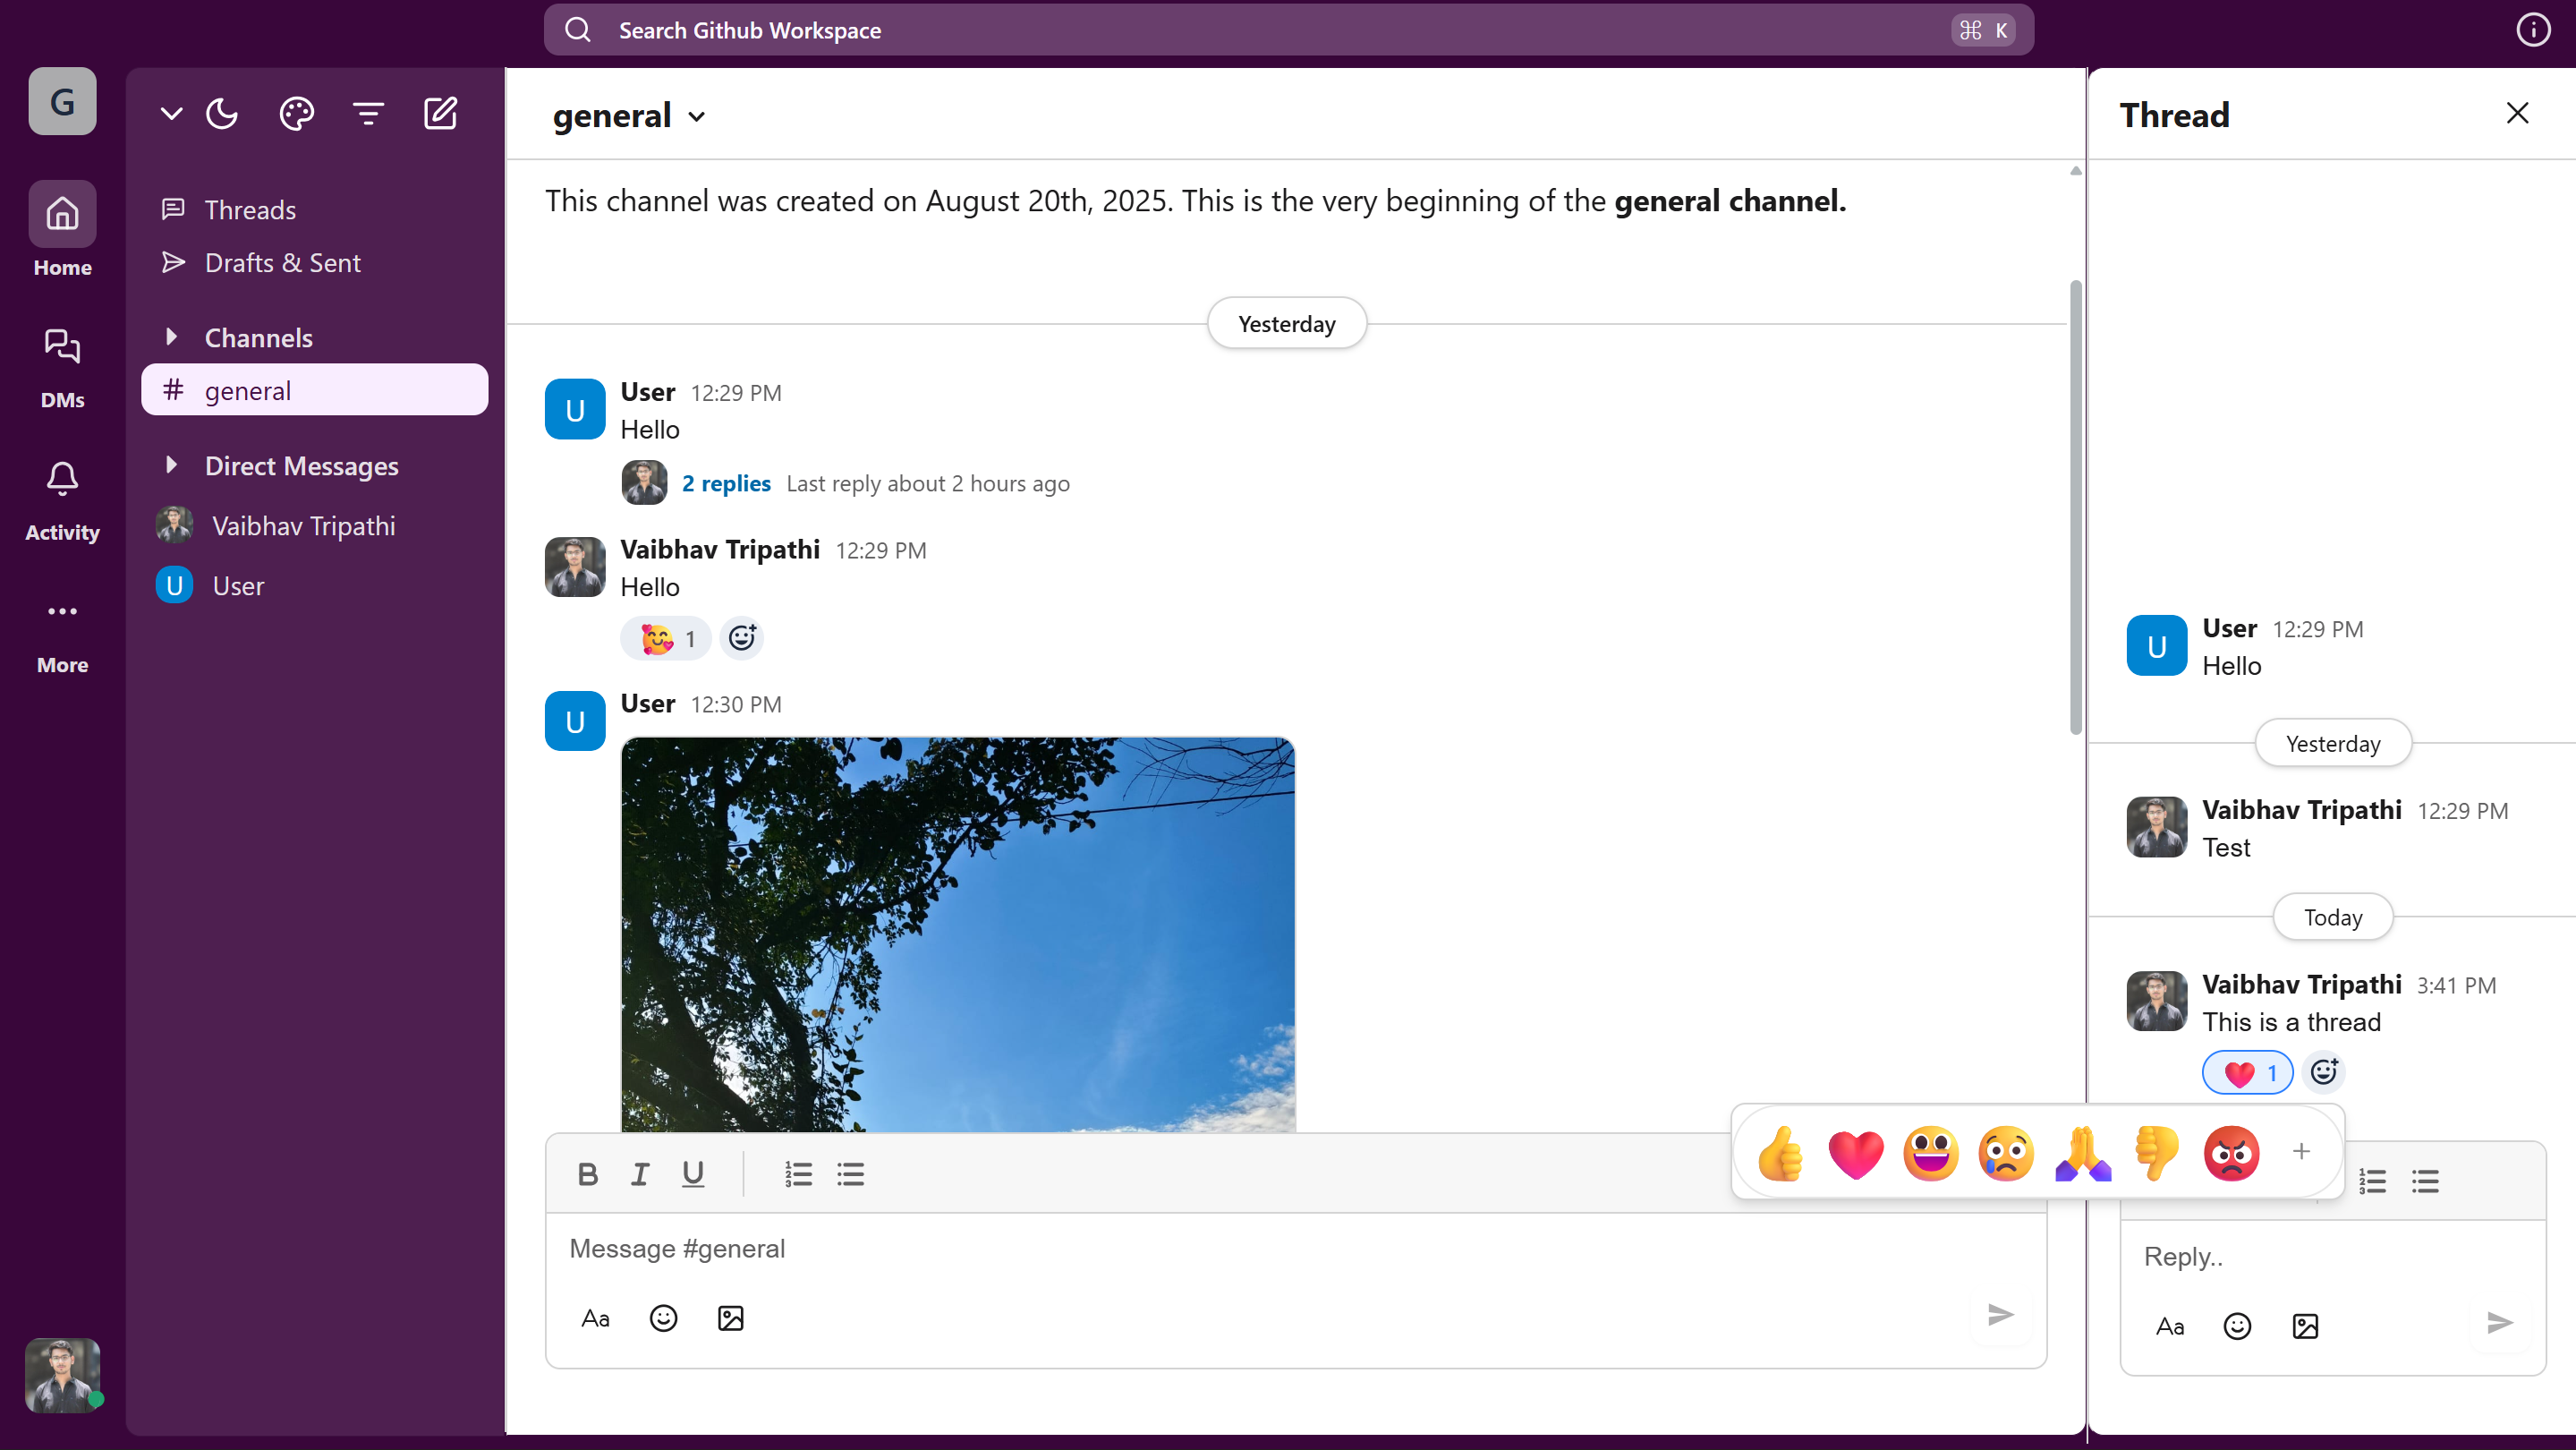 Search Github Workspace ⌘ K
G
Home
DMs
Activity
More
Threads
Drafts & Sent
Channels
# general
Direct Messages
Vaibhav Tripathi
U User
general
This channel was created on August 20th, 2025. This is the very beginning of the general channel.
Yesterday
U User 12:29 PM
Hello
2 replies Last reply about 2 hours ago
Vaibhav Tripathi 12:29 PM
Hello
🥰 1
U User 12:30 PM
B I U
Message #general
Aa
Thread
U User 12:29 PM
Hello
Yesterday
Vaibhav Tripathi 12:29 PM
Test
Today
Vaibhav Tripathi 3:41 PM
This is a thread
❤️ 1
👍 ❤️ 😃 😢 🙏 👎 😡 +
Reply..
Aa